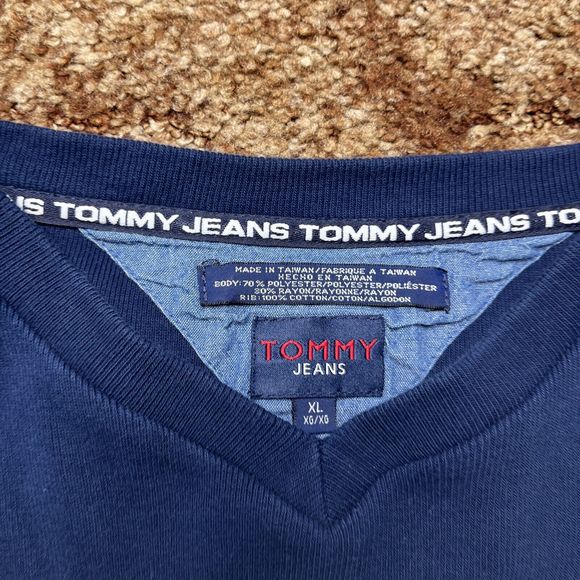 NS TOMMY JEANS TOMMY JEANS TO
MADE IN TAIWAN/FABRIQUE A TAIWAN
HECHO EN TAIWAN
BODY: 70% POLYESTER/POLYESTER/POLIÉSTER
30% RAYON/RAYONNE/RAYON
RIB: 100% COTTON/COTON/ALGODON
TOMMY
JEANS
XL
XG/XG